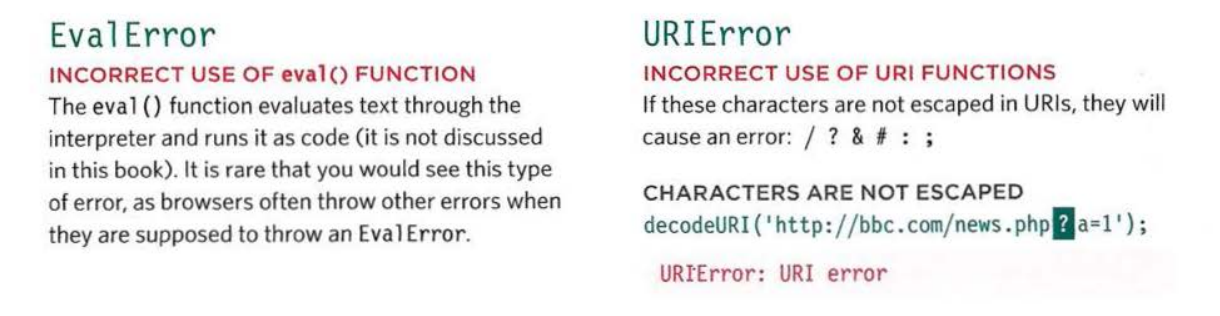 EvalError
INCORRECT USE OF eval() FUNCTION
The eval() function evaluates text through the
interpreter and runs it as code (it is not discussed
in this book). It is rare that you would see this type
of error, as browsers often throw other errors when
they are supposed to throw an EvalError.
URIError
INCORRECT USE OF URI FUNCTIONS
If these characters are not escaped in URIs, they will
cause an error: / ? & # : ;
CHARACTERS ARE NOT ESCAPED
decodeURI('http://bbc.com/news.php?a=1');
URIError: URI error